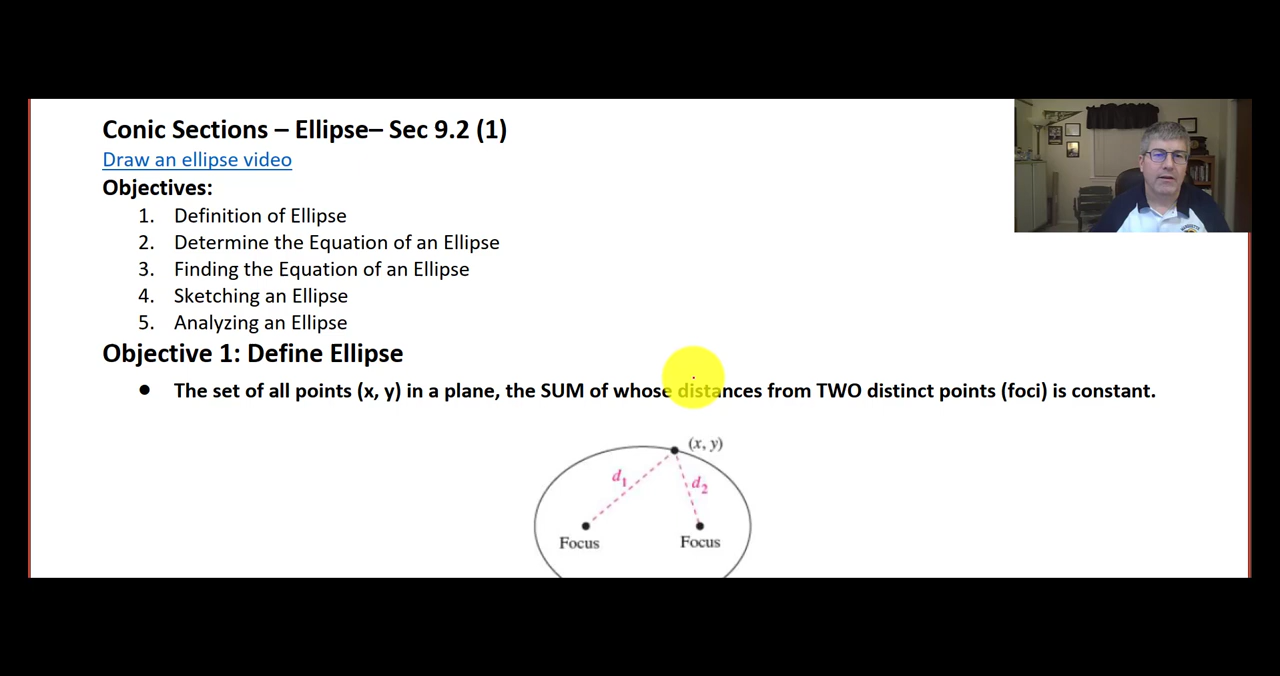 Conic Sections – Ellipse– Sec 9.2 (1)
Draw an ellipse video
Objectives:
1. Definition of Ellipse
2. Determine the Equation of an Ellipse
3. Finding the Equation of an Ellipse
4. Sketching an Ellipse
5. Analyzing an Ellipse
Objective 1: Define Ellipse
● The set of all points (x, y) in a plane, the SUM of whose distances from TWO distinct points (foci) is constant.
(x, y)
d₁ d₂
Focus Focus